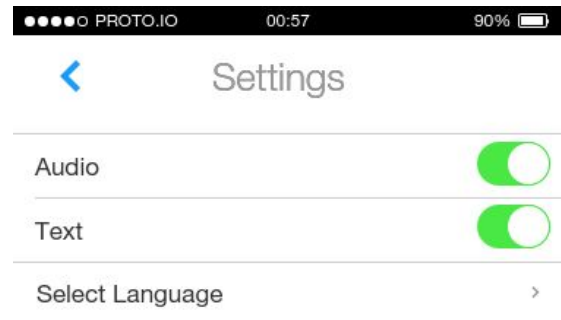 PROTO.IO 00:57 90%
Settings
Audio
Text
Select Language